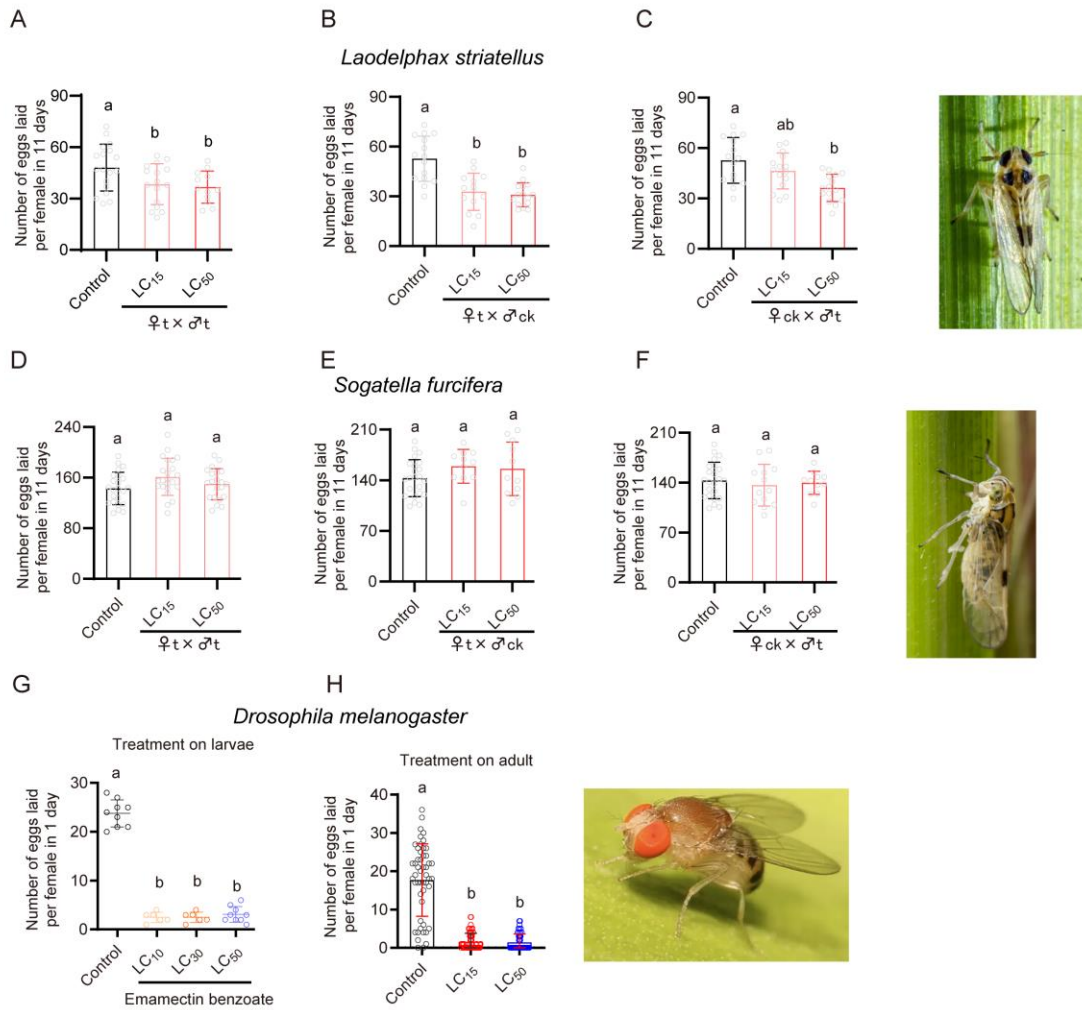 A
B
C
Laodelphax striatellus
Number of eggs laid
per female in 11 days
90
60
30
0
a
b
b
Control
LC15
LC50
♀t×♂t
Number of eggs laid
per female in 11 days
90
60
30
0
a
b
b
Control
LC15
LC50
♀t×♂ck
Number of eggs laid
per female in 11 days
90
60
30
0
a
ab
b
Control
LC15
LC50
♀ck×♂t
D
E
F
Sogatella furcifera
Number of eggs laid
per female in 11 days
240
160
80
0
a
a
a
Control
LC15
LC50
♀t×♂t
Number of eggs laid
per female in 11 days
210
140
70
0
a
a
a
Control
LC15
LC50
♀t×♂ck
Number of eggs laid
per female in 11 days
210
140
70
0
a
a
a
Control
LC15
LC50
♀ck×♂t
G
H
Drosophila melanogaster
Treatment on larvae
Number of eggs laid
per female in 1 day
30
20
10
0
a
b
b
b
Control
LC10
LC30
LC50
Emamectin benzoate
Treatment on adult
Number of eggs laid
per female in 1 day
40
30
20
10
0
a
b
b
Control
LC15
LC50